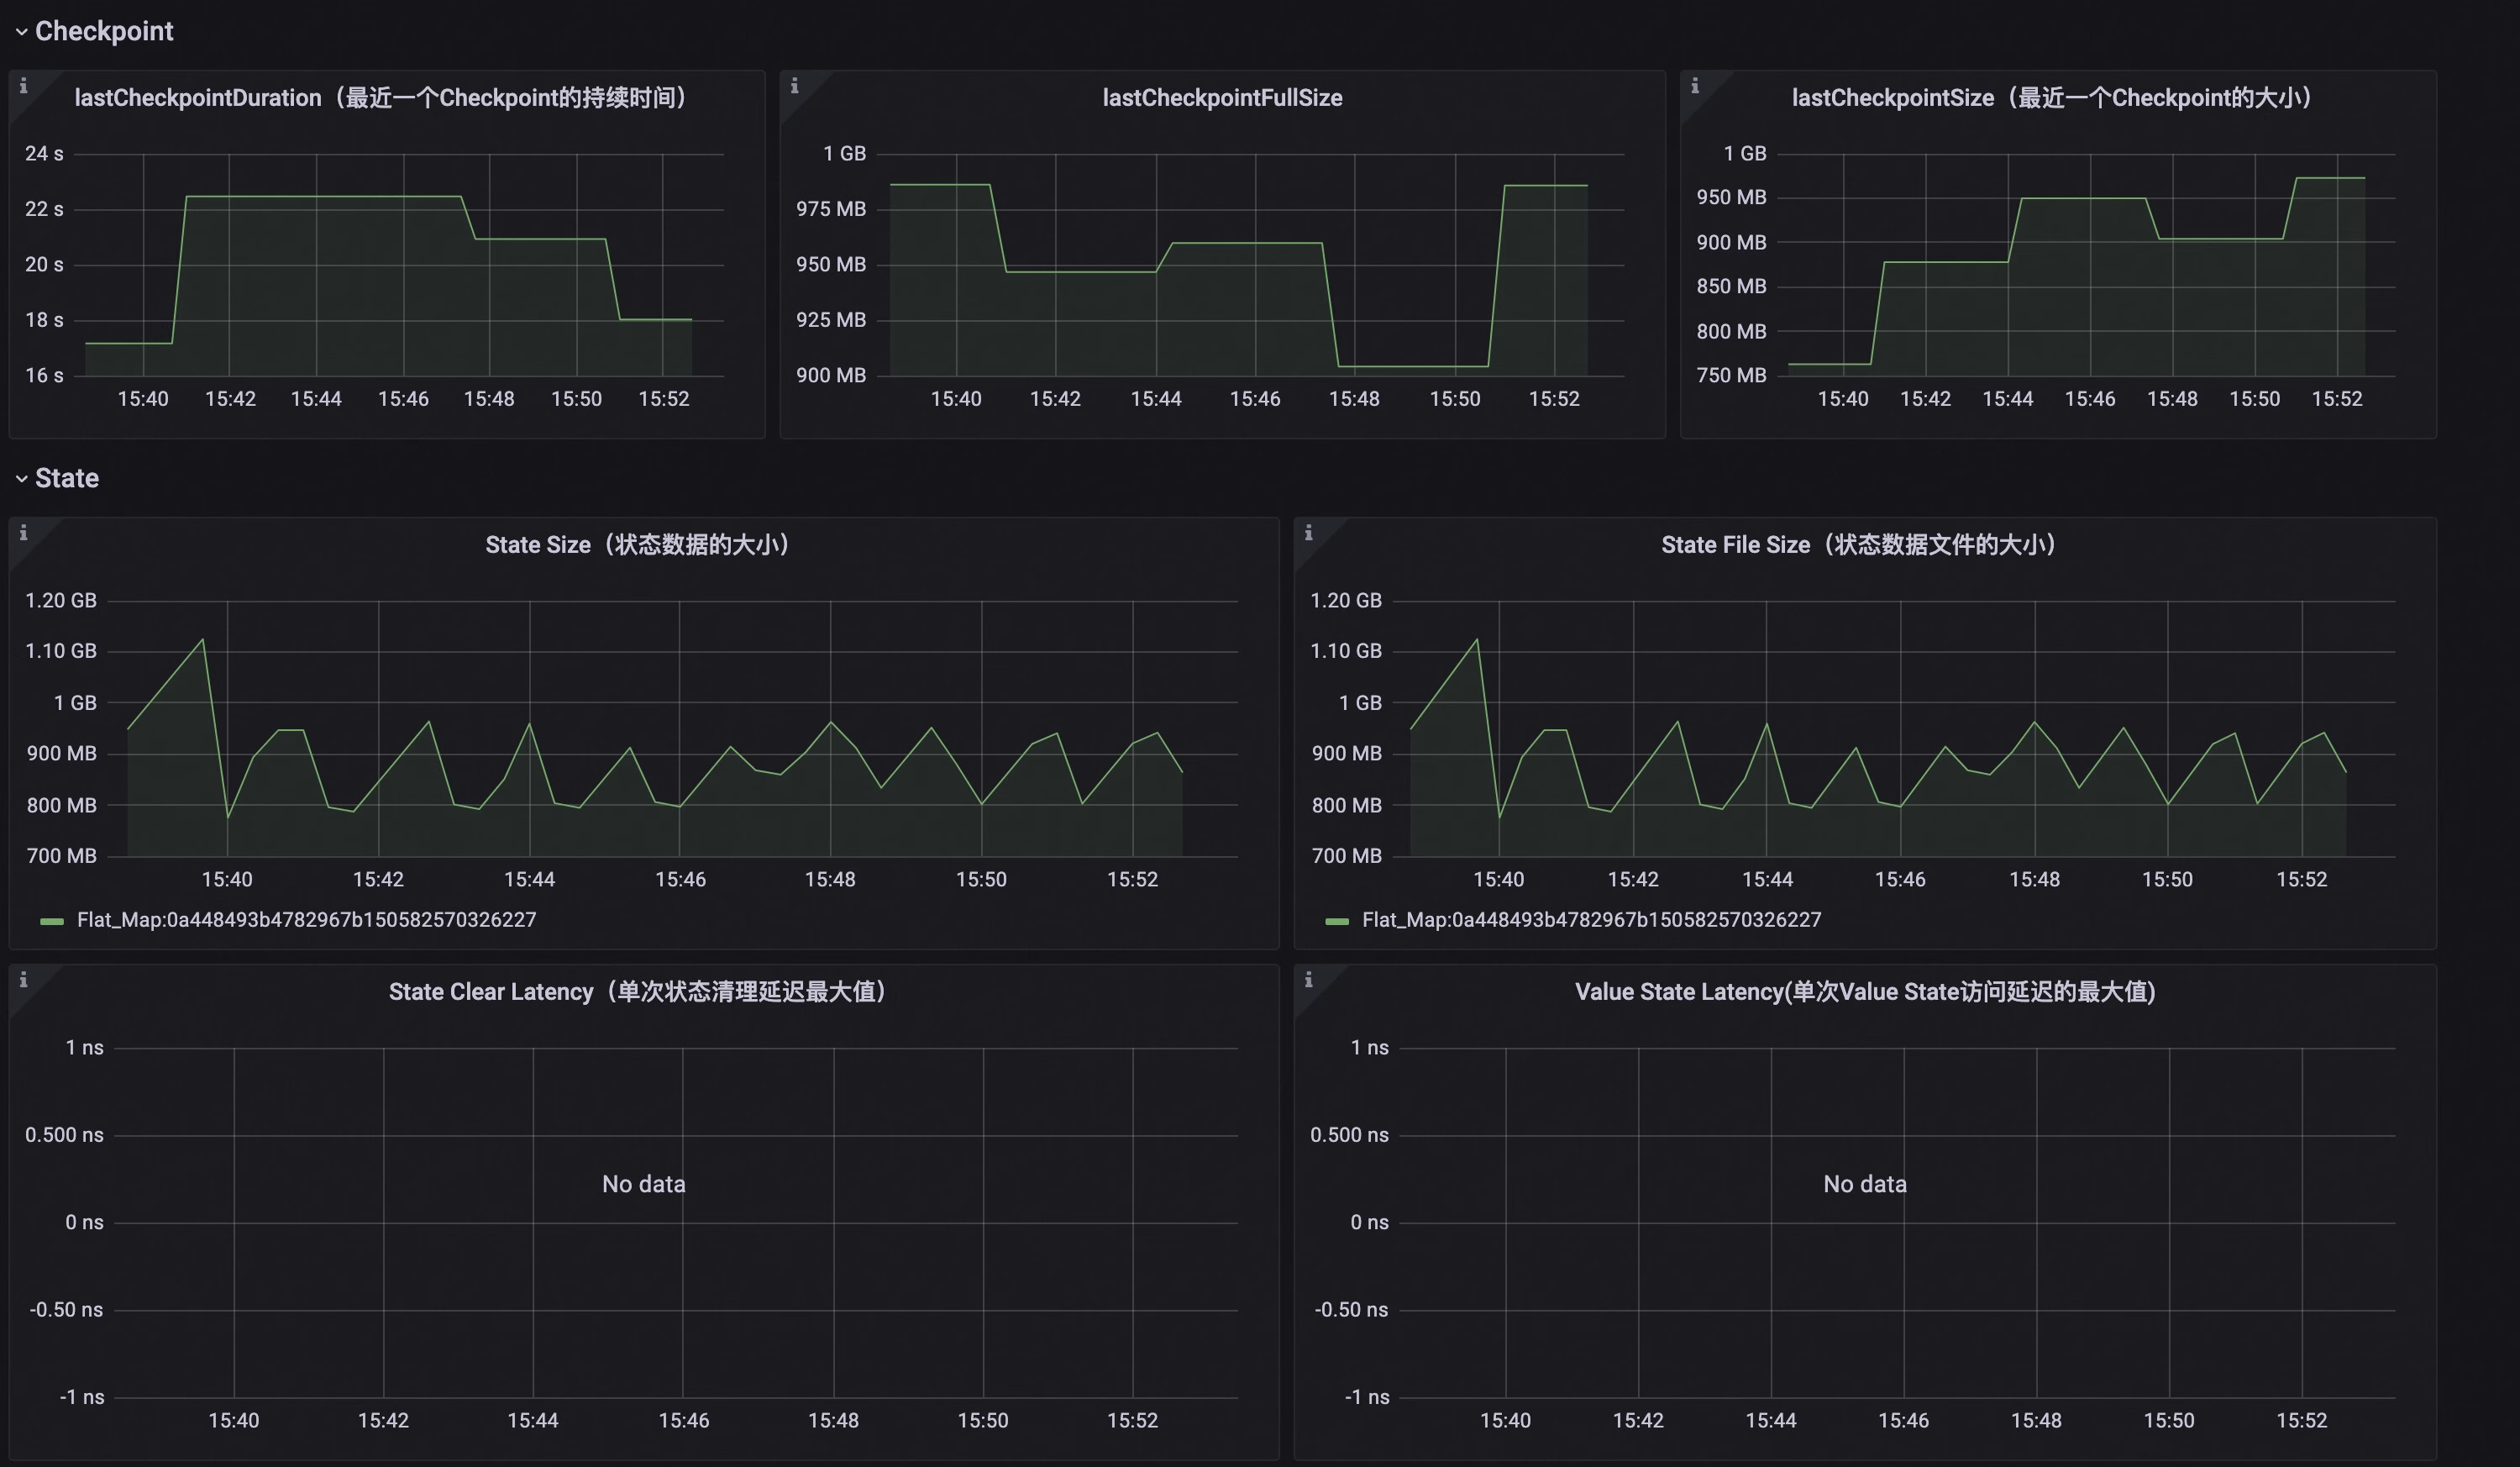 Checkpoint
lastCheckpointDuration（最近一个Checkpoint的持续时间）
24 s
22 s
20 s
18 s
16 s
15:40 15:42 15:44 15:46 15:48 15:50 15:52
lastCheckpointFullSize
1 GB
975 MB
950 MB
925 MB
900 MB
15:40 15:42 15:44 15:46 15:48 15:50 15:52
lastCheckpointSize（最近一个Checkpoint的大小）
1 GB
950 MB
900 MB
850 MB
800 MB
750 MB
15:40 15:42 15:44 15:46 15:48 15:50 15:52
State
State Size（状态数据的大小）
1.20 GB
1.10 GB
1 GB
900 MB
800 MB
700 MB
15:40 15:42 15:44 15:46 15:48 15:50 15:52
Flat_Map:0a448493b4782967b150582570326227
State File Size（状态数据文件的大小）
1.20 GB
1.10 GB
1 GB
900 MB
800 MB
700 MB
15:40 15:42 15:44 15:46 15:48 15:50 15:52
Flat_Map:0a448493b4782967b150582570326227
State Clear Latency（单次状态清理延迟最大值）
1 ns
0.500 ns
No data
0 ns
-0.50 ns
-1 ns
15:40 15:42 15:44 15:46 15:48 15:50 15:52
Value State Latency(单次Value State访问延迟的最大值)
1 ns
0.500 ns
No data
0 ns
-0.50 ns
-1 ns
15:40 15:42 15:44 15:46 15:48 15:50 15:52